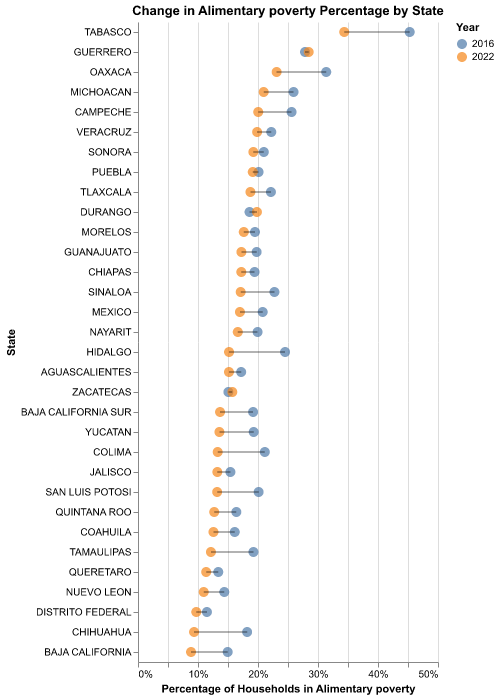 Change in Alimentary poverty Percentage by State
Year
2016
2022
State
TABASCO
GUERRERO
OAXACA
MICHOACAN
CAMPECHE
VERACRUZ
SONORA
PUEBLA
TLAXCALA
DURANGO
MORELOS
GUANAJUATO
CHIAPAS
SINALOA
MEXICO
NAYARIT
HIDALGO
AGUASCALIENTES
ZACATECAS
BAJA CALIFORNIA SUR
YUCATAN
COLIMA
JALISCO
SAN LUIS POTOSI
QUINTANA ROO
COAHUILA
TAMAULIPAS
QUERETARO
NUEVO LEON
DISTRITO FEDERAL
CHIHUAHUA
BAJA CALIFORNIA
0% 10% 20% 30% 40% 50%
Percentage of Households in Alimentary poverty